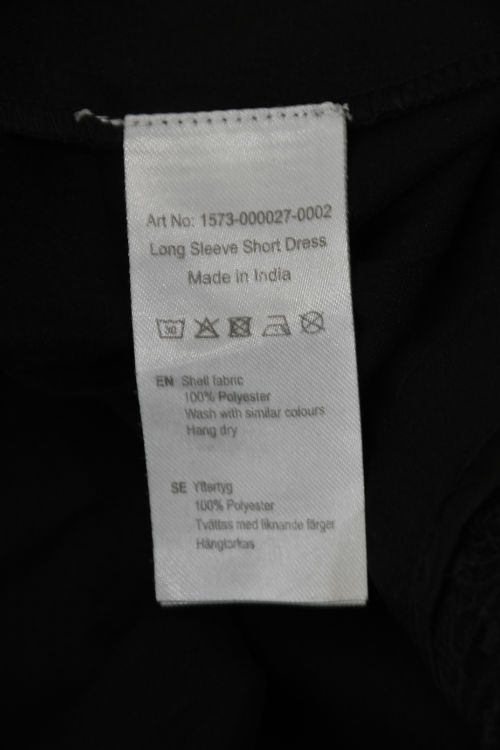 Art No: 1573-000027-0002
Long Sleeve Short Dress
Made in India
30
EN Shell fabric
100% Polyester
Wash with similar colours
Hang dry
SE Yttertyg
100% Polyester
Tvättas med liknande färger
Hängtorkas